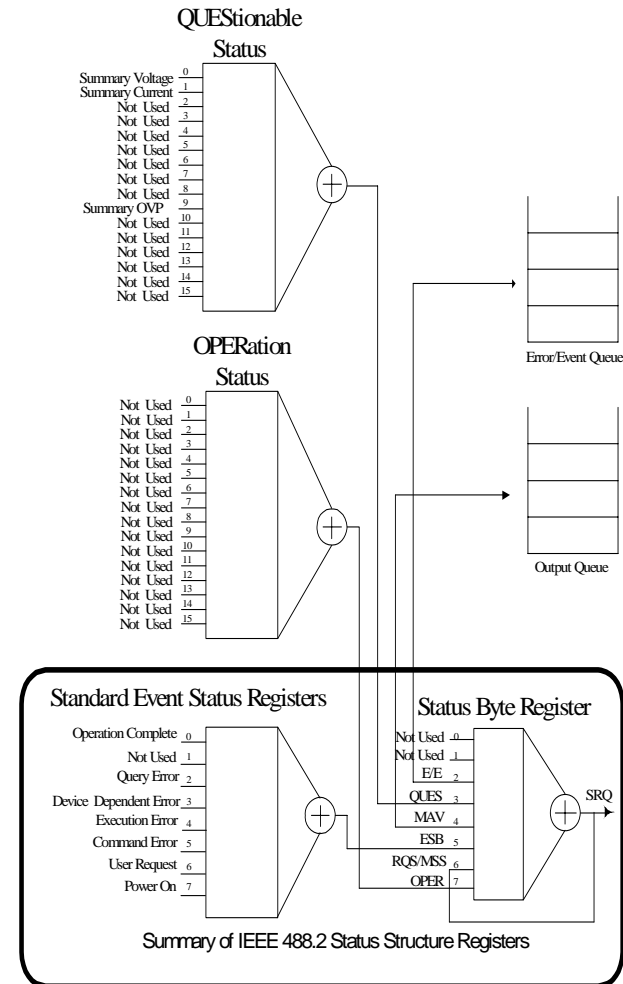 QUEStionable
Status
Summary Voltage 0
Summary Current 1
Not Used 2
Not Used 3
Not Used 4
Not Used 5
Not Used 6
Not Used 7
Not Used 8
Summary OVP 9
Not Used 10
Not Used 11
Not Used 12
Not Used 13
Not Used 14
Not Used 15
Error/Event Queue
OPERation
Status
Not Used 0
Not Used 1
Not Used 2
Not Used 3
Not Used 4
Not Used 5
Not Used 6
Not Used 7
Not Used 8
Not Used 9
Not Used 10
Not Used 11
Not Used 12
Not Used 13
Not Used 14
Not Used 15
Output Queue
Standard Event Status Registers
Operation Complete 0
Not Used 1
Query Error 2
Device Dependent Error 3
Execution Error 4
Command Error 5
User Request 6
Power On 7
Status Byte Register
Not Used 0
Not Used 1
E/E 2
QUES 3
MAV 4
ESB 5
RQS/MSS 6
OPER 7
SRQ
Summary of IEEE 488.2 Status Structure Registers